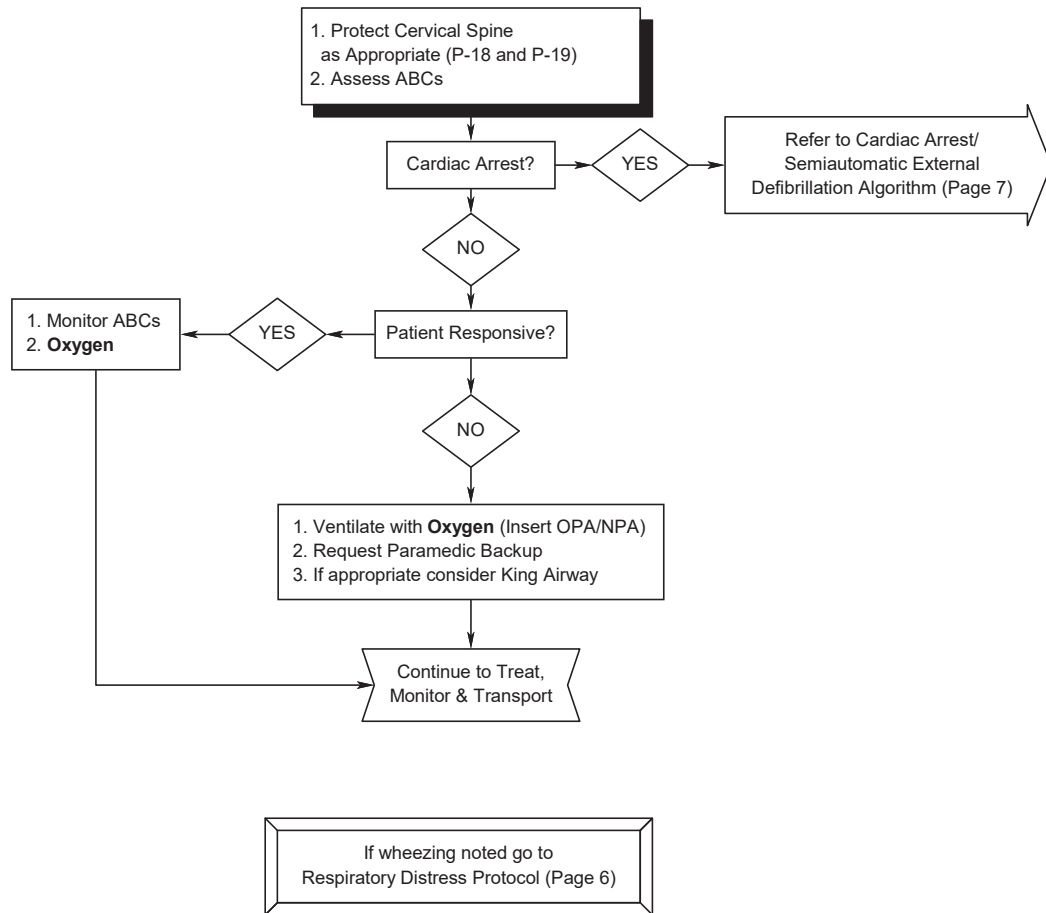 1. Protect Cervical Spine
as Appropriate (P-18 and P-19)
2. Assess ABCs
Cardiac Arrest?
YES
Refer to Cardiac Arrest/
Semiautomatic External
Defibrillation Algorithm (Page 7)
NO
Patient Responsive?
YES
1. Monitor ABCs
2. Oxygen
NO
1. Ventilate with Oxygen (Insert OPA/NPA)
2. Request Paramedic Backup
3. If appropriate consider King Airway
Continue to Treat,
Monitor & Transport
If wheezing noted go to
Respiratory Distress Protocol (Page 6)